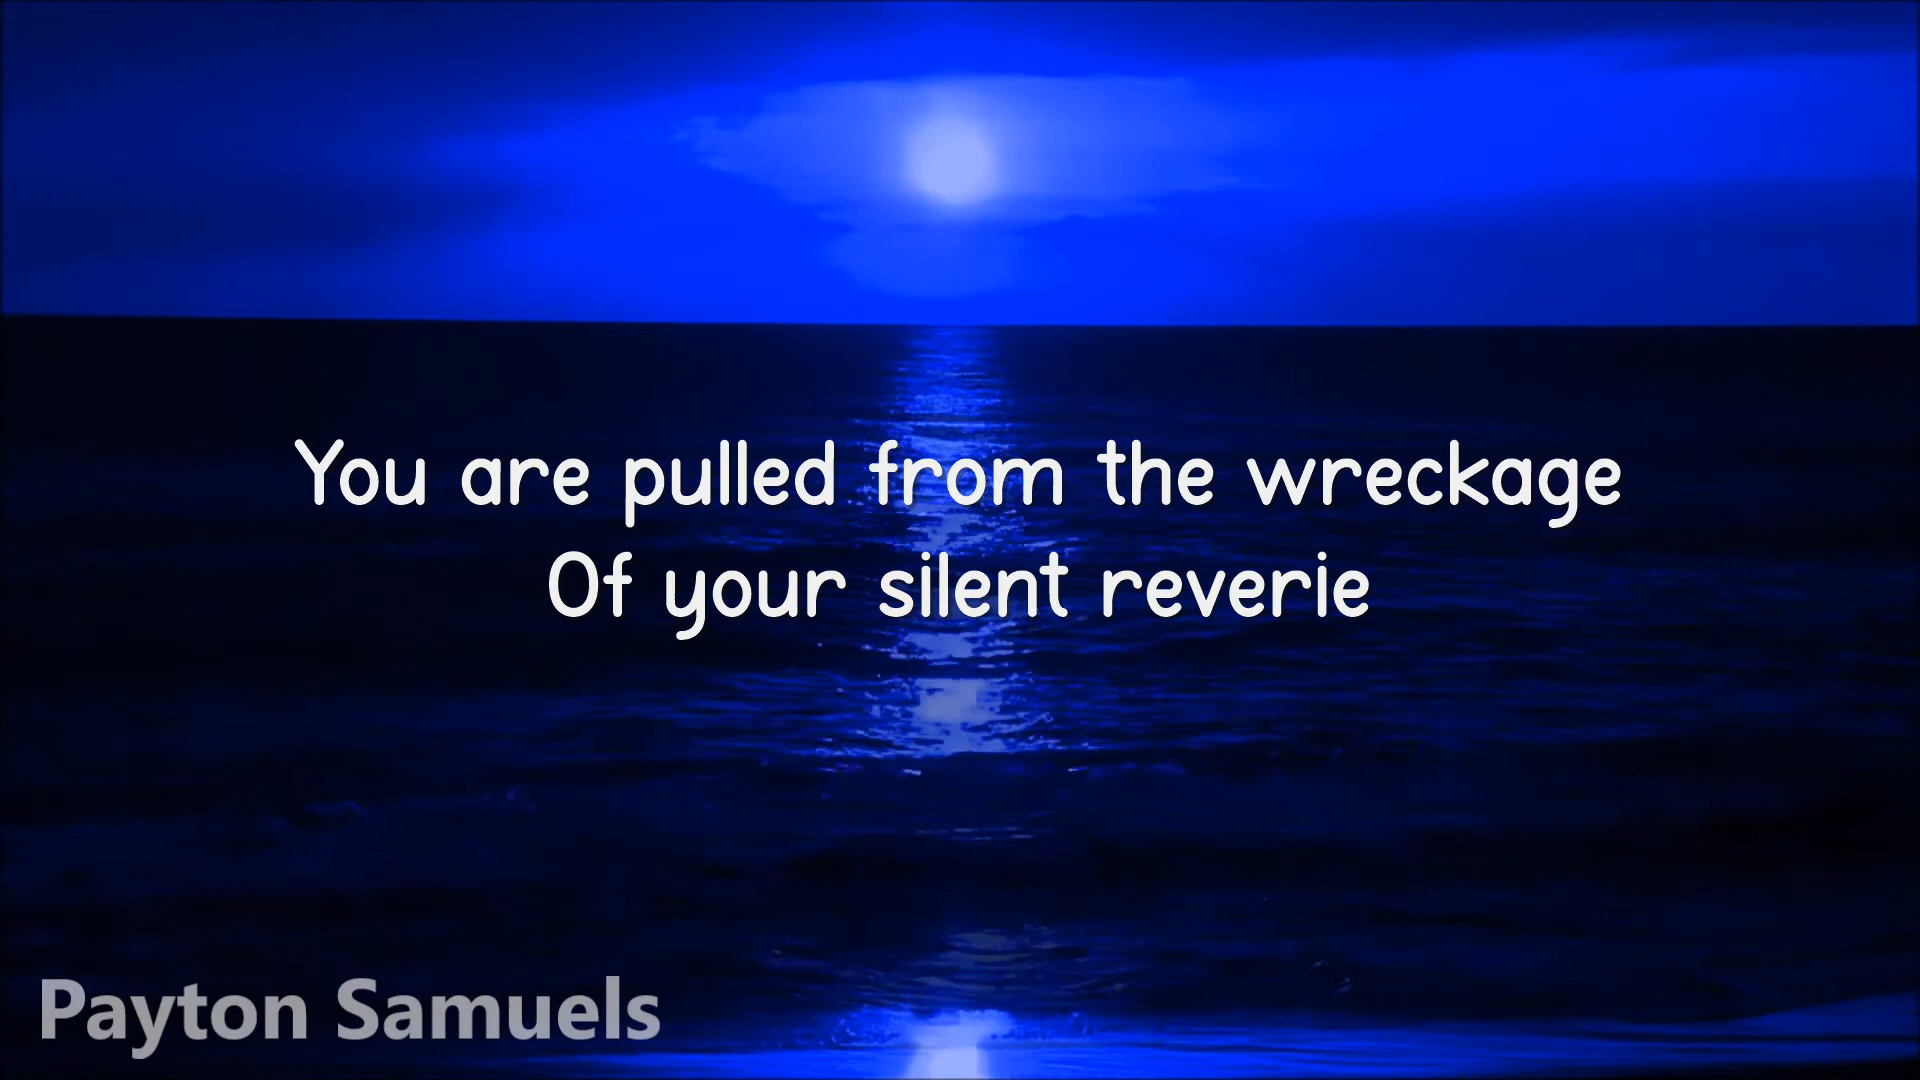 You are pulled from the wreckage
Of your silent reverie
Payton Samuels